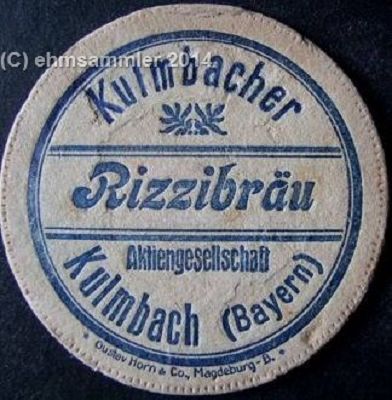 (C) ehmsammler 2014
Kulmbacher
Rizzibräu
Aktiengesellschaft
Kulmbach (Bayern)
* Gustav Horn & Co., Magdeburg-B. *